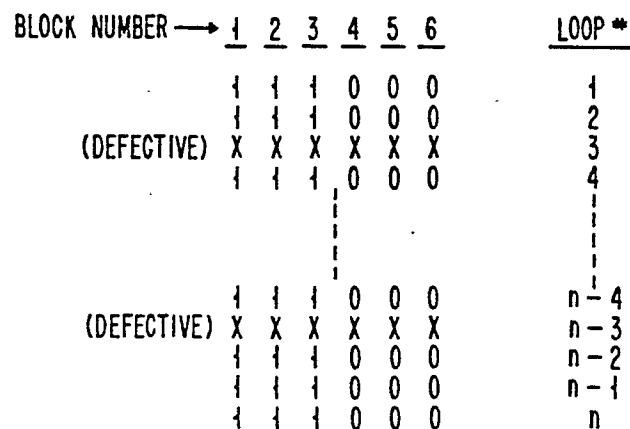 BLOCK NUMBER → 1 2 3 4 5 6 LOOP #
1 1 1 0 0 0 1
1 1 1 0 0 0 2
(DEFECTIVE) X X X X X X 3
1 1 1 0 0 0 4
1 1 1 0 0 0 n-4
(DEFECTIVE) X X X X X X n-3
1 1 1 0 0 0 n-2
1 1 1 0 0 0 n-1
1 1 1 0 0 0 n